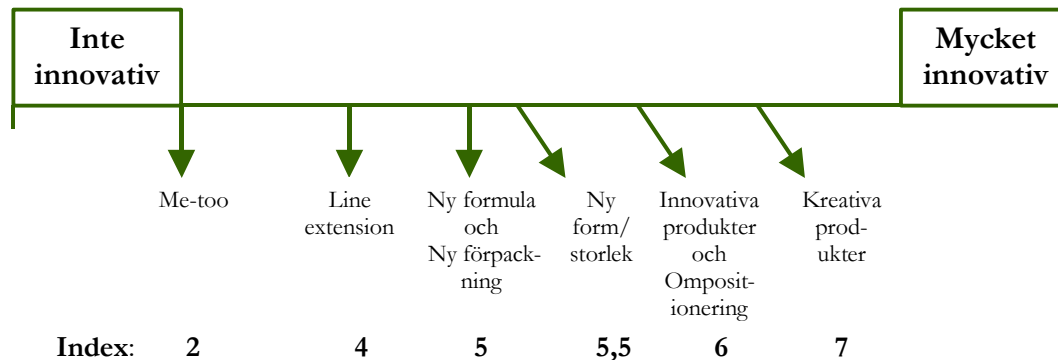 Inte
innovativ
Mycket
innovativ
Me-too
Line
extension
Ny formula
och
Ny förpack-
ning
Ny
form/
storlek
Innovativa
produkter
och
Omposit-
ionering
Kreativa
prod-
ukter
Index: 2 4 5 5,5 6 7